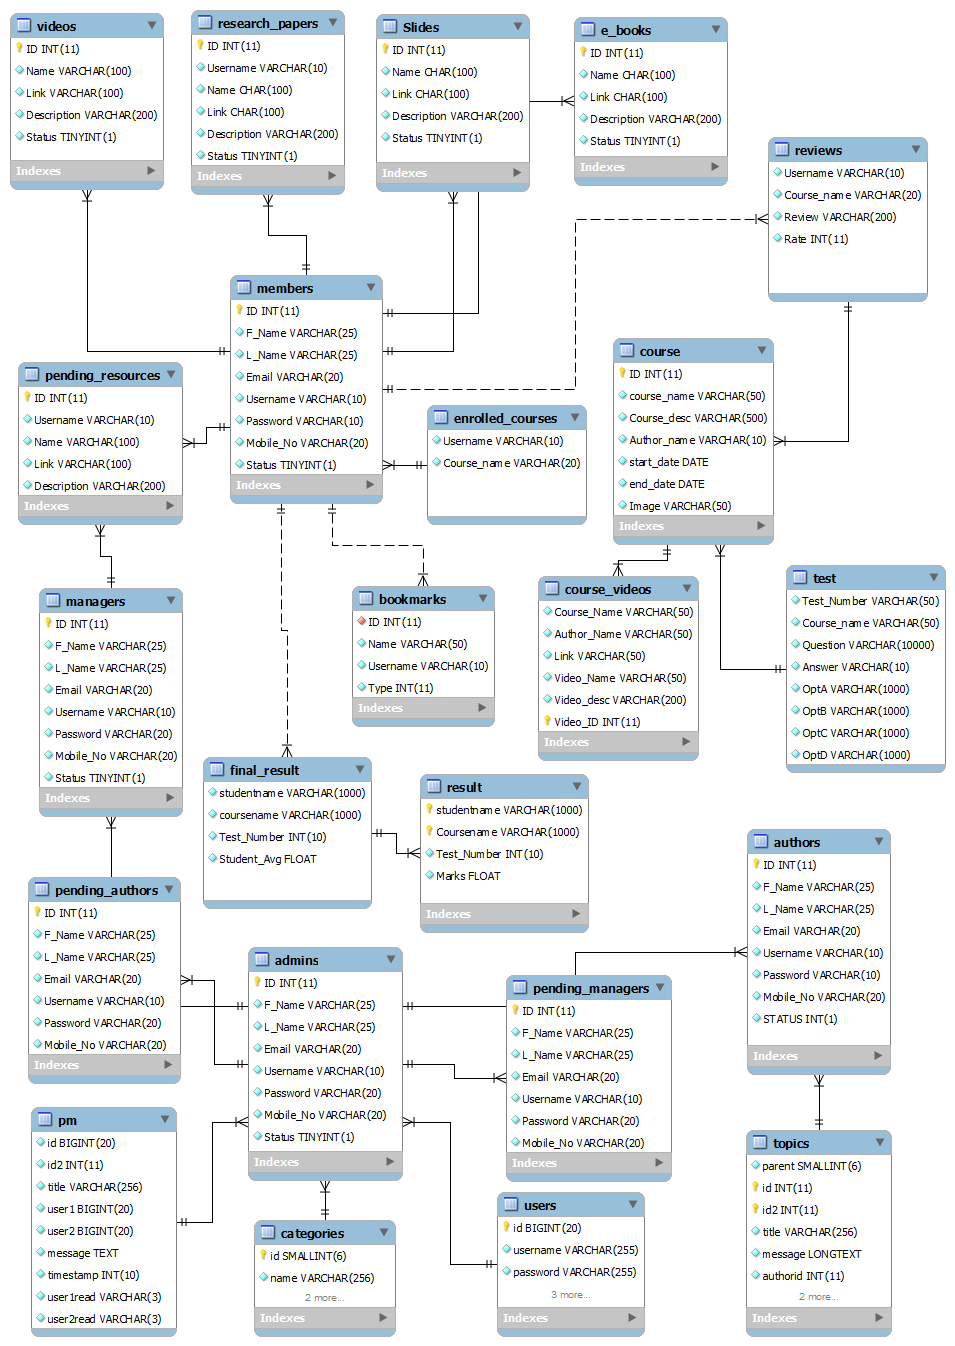 videos
ID INT(11)
Name VARCHAR(100)
Link VARCHAR(100)
Description VARCHAR(200)
Status TINYINT(1)
Indexes
research_papers
ID INT(11)
Username VARCHAR(10)
Name CHAR(100)
Link CHAR(100)
Description VARCHAR(200)
Status TINYINT(1)
Indexes
Slides
ID INT(11)
Name CHAR(100)
Link CHAR(100)
Description VARCHAR(200)
Status TINYINT(1)
Indexes
e_books
ID INT(11)
Name CHAR(100)
Link CHAR(100)
Description VARCHAR(200)
Status TINYINT(1)
Indexes
reviews
Username VARCHAR(10)
Course_name VARCHAR(20)
Review VARCHAR(200)
Rate INT(11)
members
ID INT(11)
F_Name VARCHAR(25)
L_Name VARCHAR(25)
Email VARCHAR(20)
Username VARCHAR(10)
Password VARCHAR(10)
Mobile_No VARCHAR(20)
Status TINYINT(1)
Indexes
pending_resources
ID INT(11)
Username VARCHAR(10)
Name VARCHAR(100)
Link VARCHAR(100)
Description VARCHAR(200)
Indexes
enrolled_courses
Username VARCHAR(10)
Course_name VARCHAR(20)
course
ID INT(11)
course_name VARCHAR(50)
Course_desc VARCHAR(500)
Author_name VARCHAR(10)
start_date DATE
end_date DATE
Image VARCHAR(50)
Indexes
managers
ID INT(11)
F_Name VARCHAR(25)
L_Name VARCHAR(25)
Email VARCHAR(20)
Username VARCHAR(10)
Password VARCHAR(20)
Mobile_No VARCHAR(20)
Status TINYINT(1)
Indexes
bookmarks
ID INT(11)
Name VARCHAR(50)
Username VARCHAR(10)
Type INT(11)
Indexes
course_videos
Course_Name VARCHAR(50)
Author_Name VARCHAR(50)
Link VARCHAR(50)
Video_Name VARCHAR(50)
Video_desc VARCHAR(200)
Video_ID INT(11)
Indexes
test
Test_Number VARCHAR(50)
Course_name VARCHAR(50)
Question VARCHAR(10000)
Answer VARCHAR(10)
OptA VARCHAR(1000)
OptB VARCHAR(1000)
OptC VARCHAR(1000)
OptD VARCHAR(1000)
final_result
studentname VARCHAR(1000)
coursename VARCHAR(1000)
Test_Number INT(10)
Student_Avg FLOAT
result
studentname VARCHAR(1000)
Coursename VARCHAR(1000)
Test_Number INT(10)
Marks FLOAT
Indexes
authors
ID INT(11)
F_Name VARCHAR(25)
L_Name VARCHAR(25)
Email VARCHAR(20)
Username VARCHAR(10)
Password VARCHAR(10)
Mobile_No VARCHAR(20)
STATUS INT(1)
Indexes
pending_authors
ID INT(11)
F_Name VARCHAR(25)
L_Name VARCHAR(25)
Email VARCHAR(20)
Username VARCHAR(10)
Password VARCHAR(20)
Mobile_No VARCHAR(20)
Indexes
admins
ID INT(11)
F_Name VARCHAR(25)
L_Name VARCHAR(25)
Email VARCHAR(20)
Username VARCHAR(10)
Password VARCHAR(20)
Mobile_No VARCHAR(20)
Status TINYINT(1)
Indexes
pending_managers
ID INT(11)
F_Name VARCHAR(25)
L_Name VARCHAR(25)
Email VARCHAR(20)
Username VARCHAR(10)
Password VARCHAR(20)
Mobile_No VARCHAR(20)
Indexes
pm
id BIGINT(20)
id2 INT(11)
title VARCHAR(256)
user1 BIGINT(20)
user2 BIGINT(20)
message TEXT
timestamp INT(10)
user1read VARCHAR(3)
user2read VARCHAR(3)
categories
id SMALLINT(6)
name VARCHAR(256)
2 more...
Indexes
users
id BIGINT(20)
username VARCHAR(255)
password VARCHAR(255)
3 more...
Indexes
topics
parent SMALLINT(6)
id INT(11)
id2 INT(11)
title VARCHAR(256)
message LONGTEXT
authorid INT(11)
2 more...
Indexes